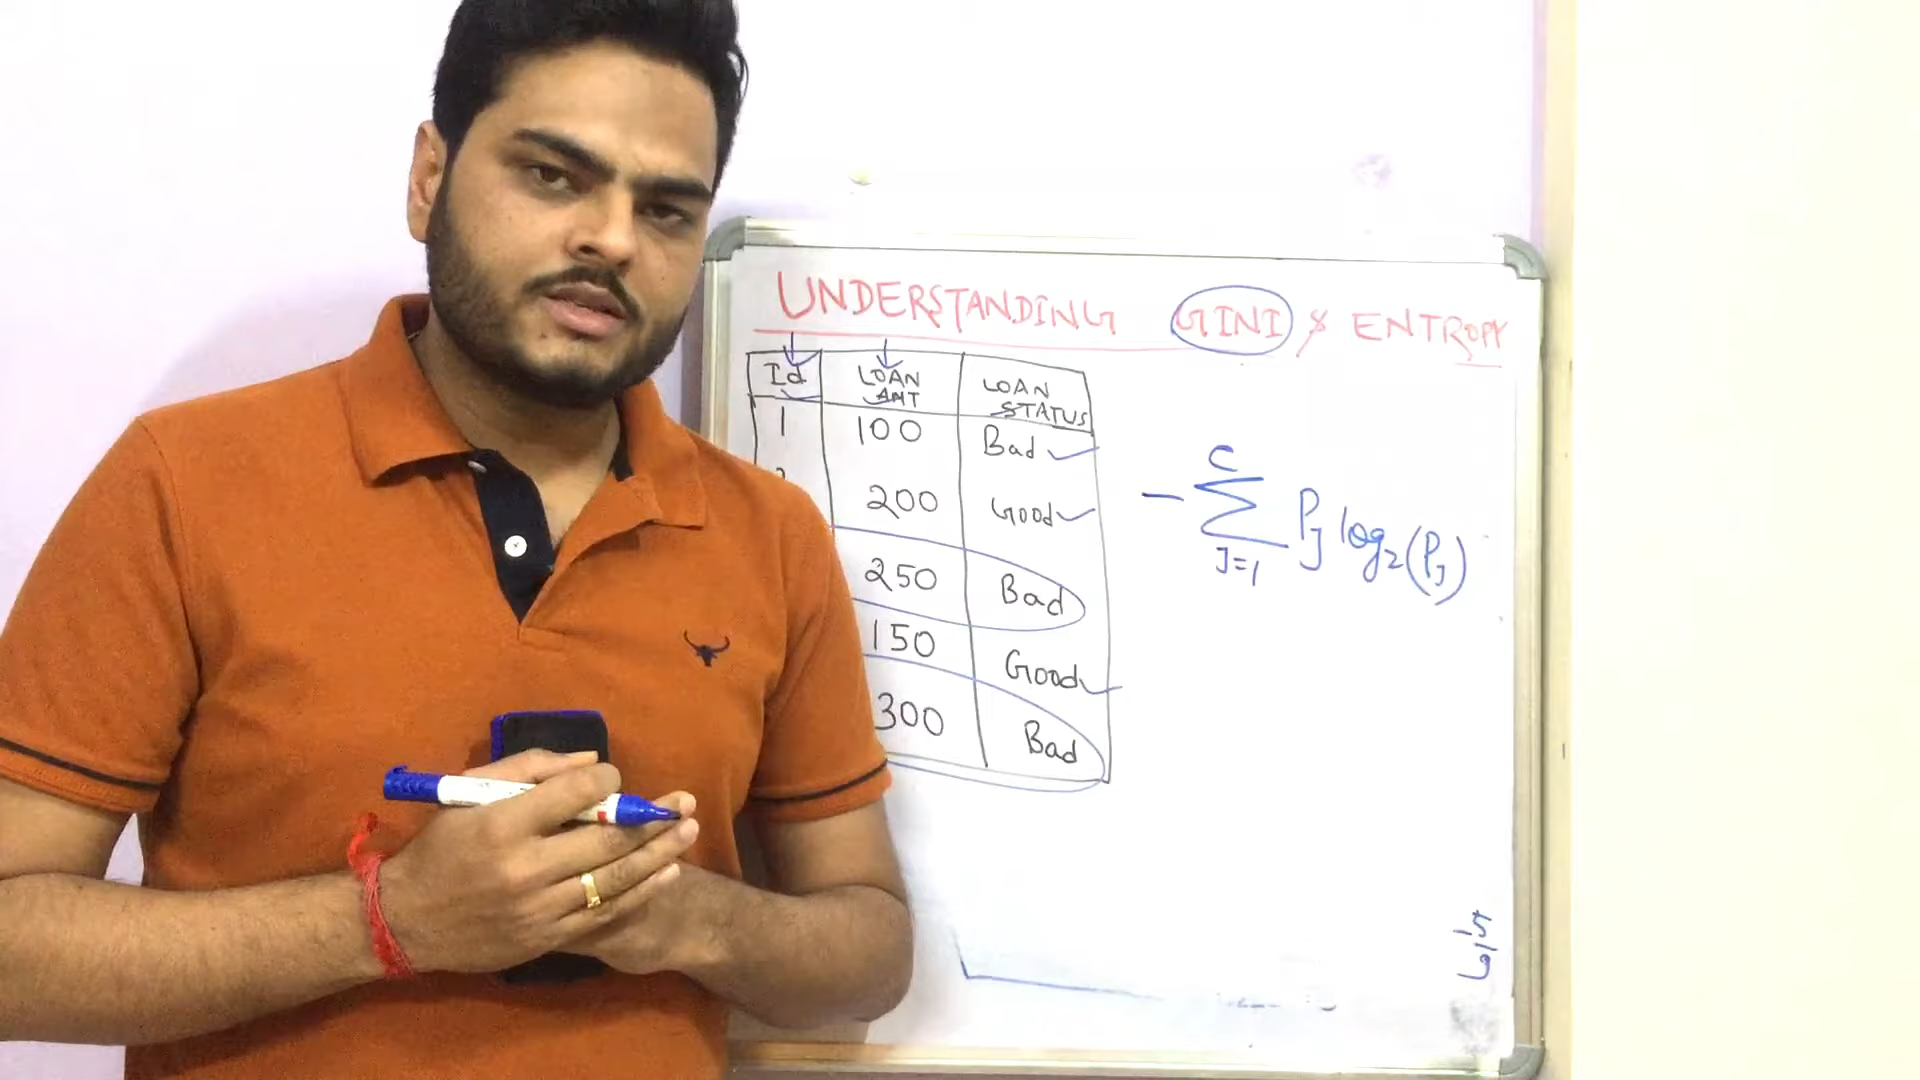 UNDERSTANDING GINI & ENTROPY
Id LOAN AMT LOAN STATUS
1 100 Bad
200 Good
250 Bad
150 Good
300 Bad
- C Σ J=1 PJ log2(PJ)